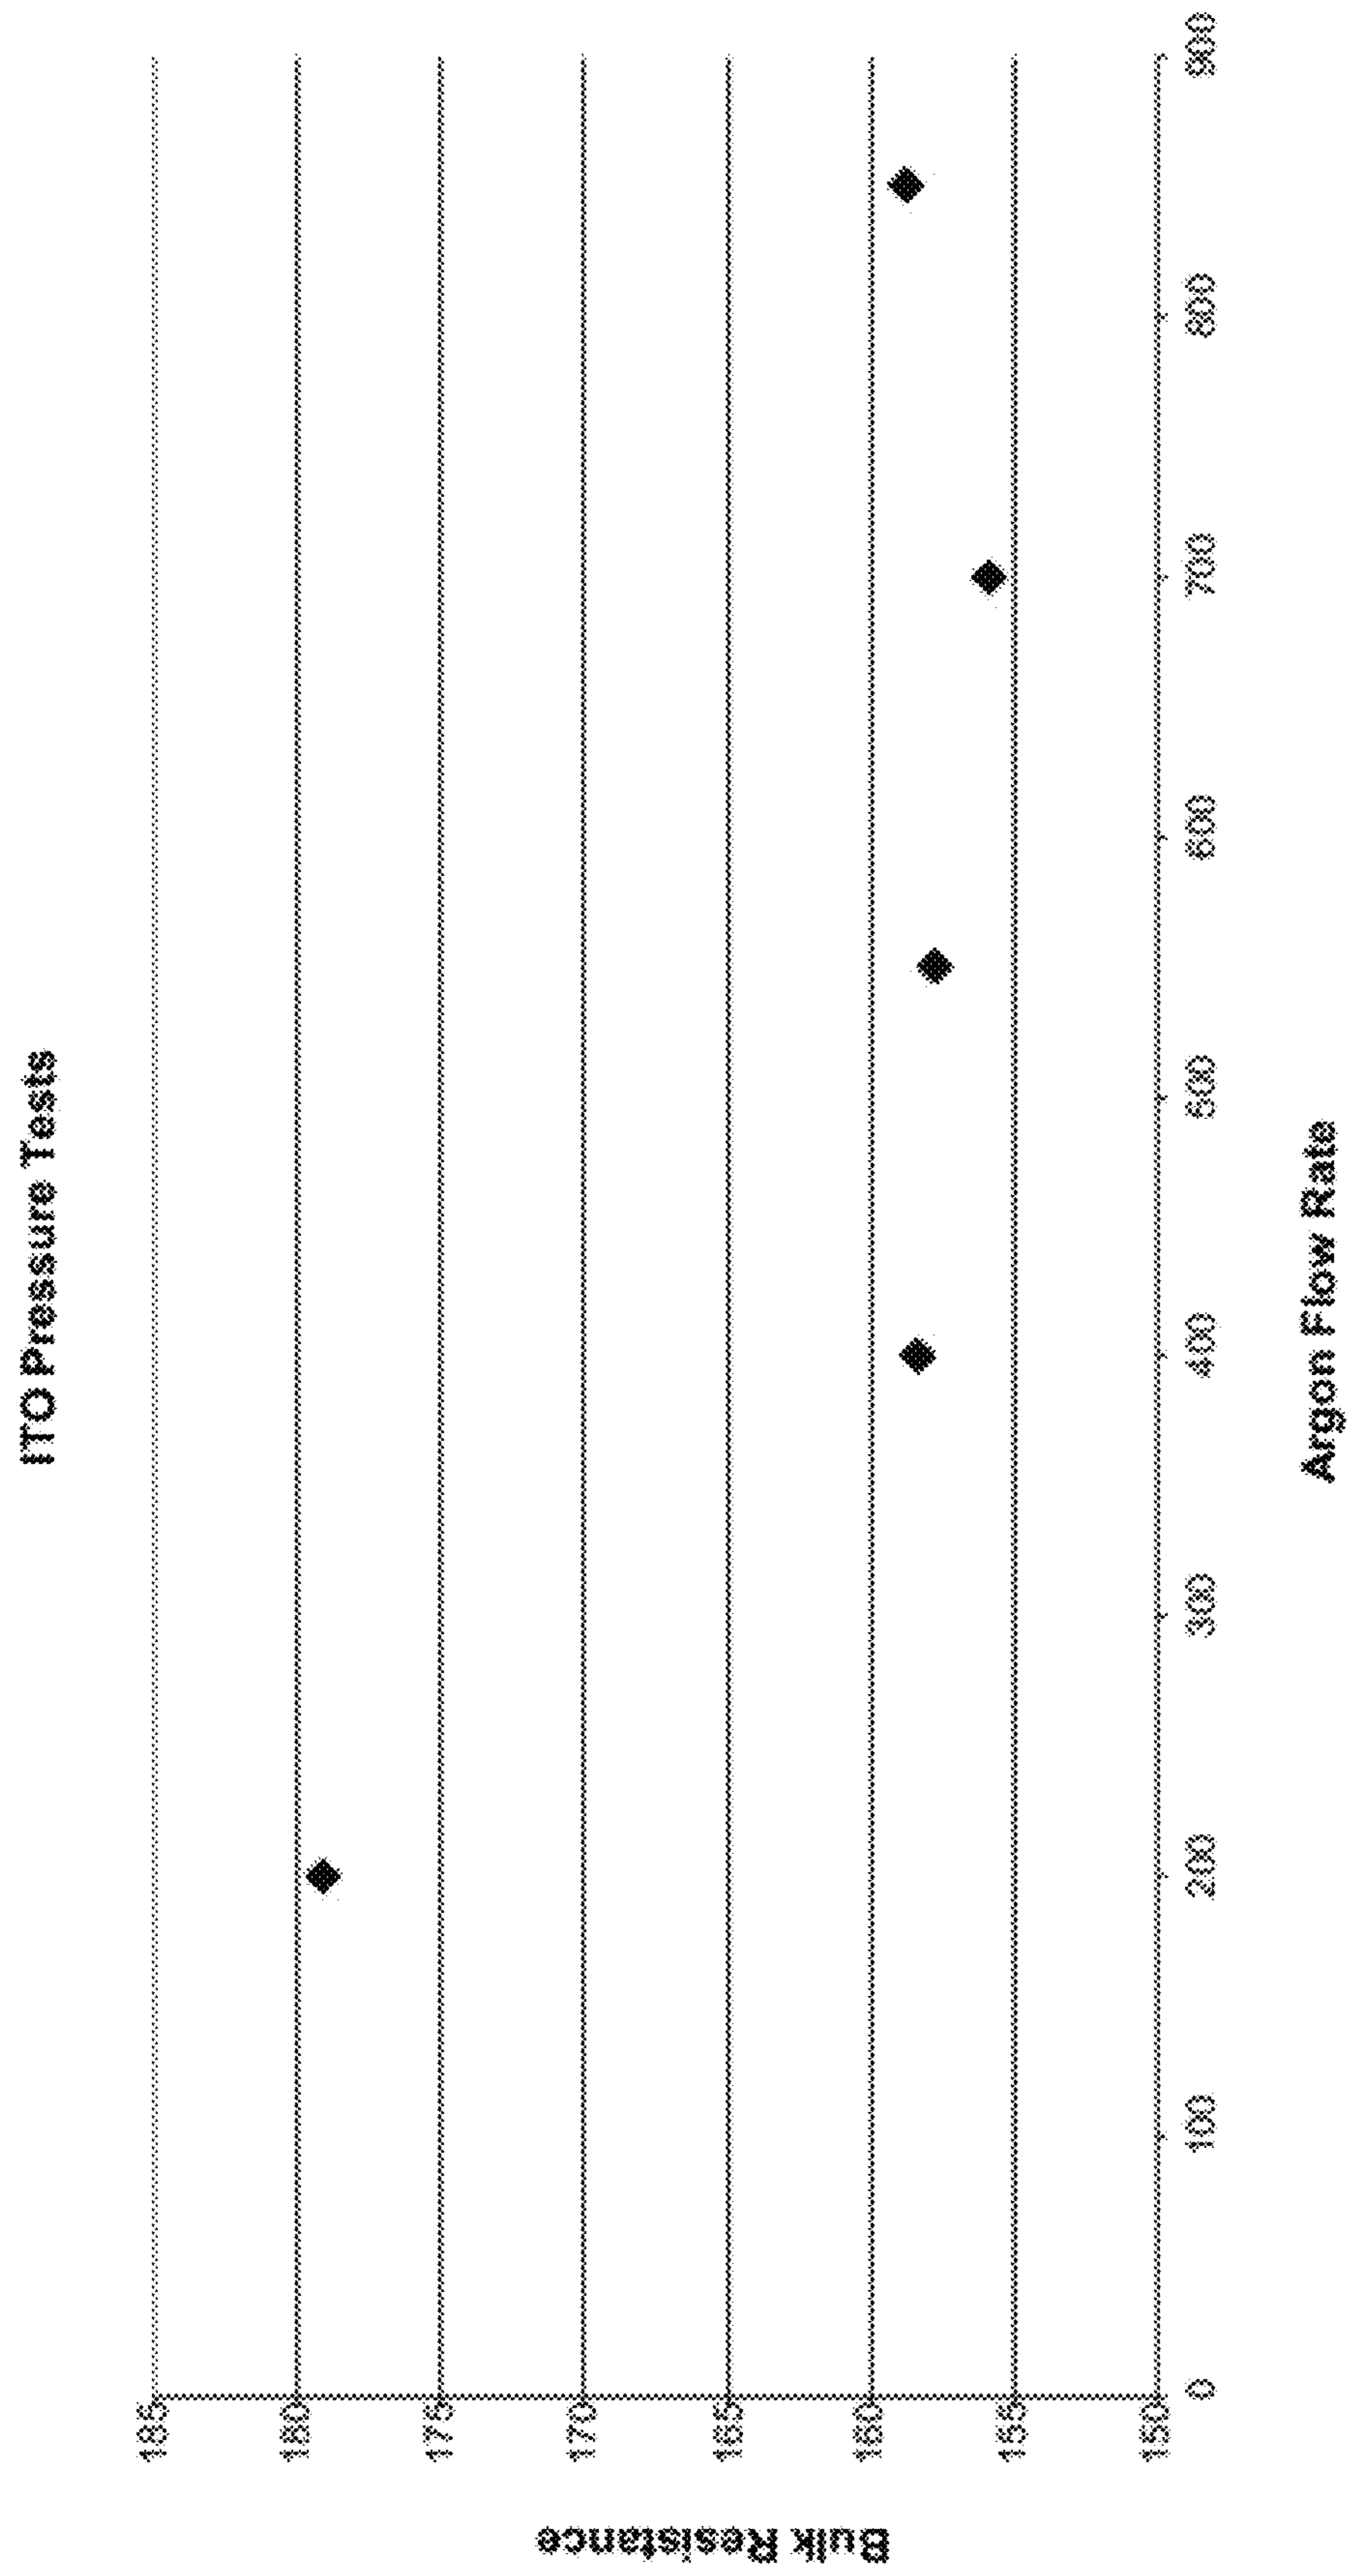 ITO Pressure Tests
185
180
175
170
165
160
155
150
Bulk Resistance
0 100 200 300 400 500 600 700 800 900
Argon Flow Rate